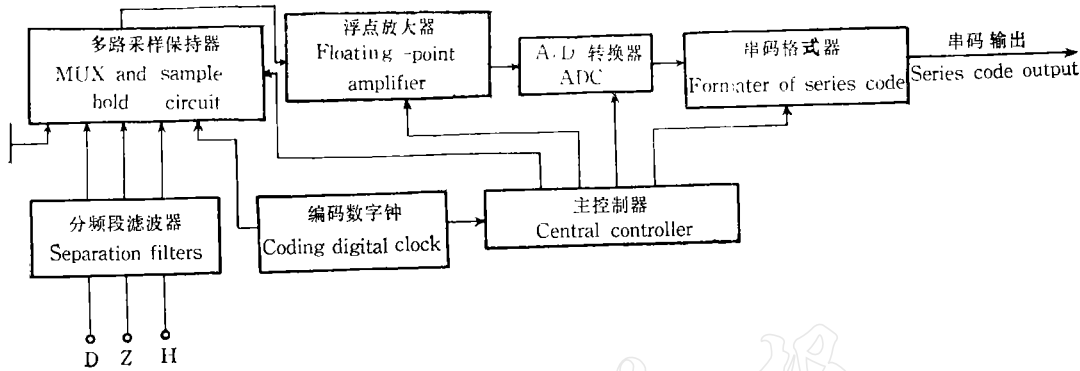 多路采样保持器
MUX and sample
hold circuit
浮点放大器
Floating-point
amplifier
A/D 转换器
ADC
串码格式器
Formater of series code
串码输出
Series code output
分频段滤波器
Separation filters
编码数字钟
Coding digital clock
主控制器
Central controller
D Z H